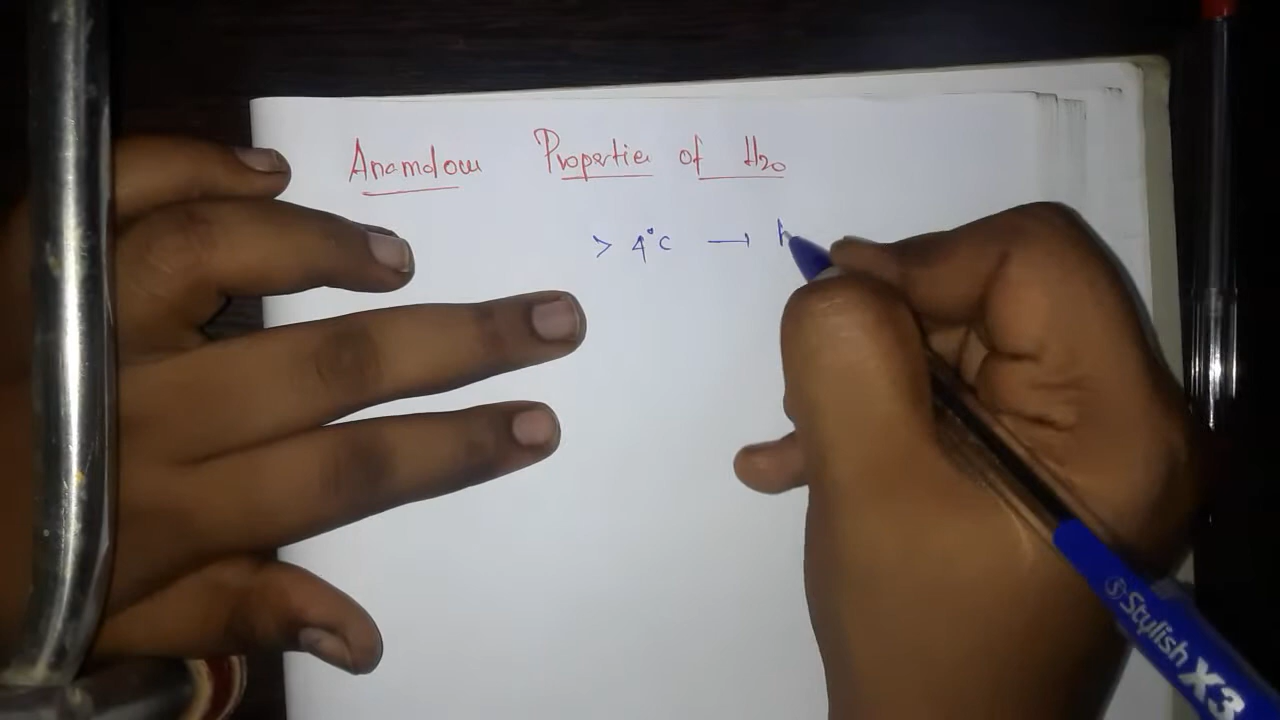 Anamolous Properties of H2O
> 4°C →
Stylish X3